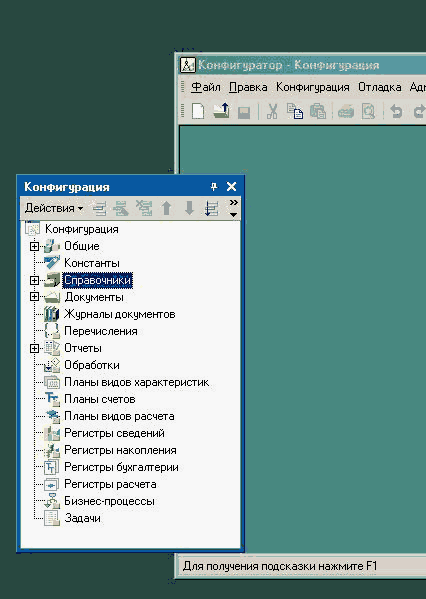 Конфигуратор - Конфигурация
Файл Правка Конфигурация Отладка
Конфигурация
Действия
Конфигурация
Общие
Константы
Справочники
Документы
Журналы документов
Перечисления
Отчеты
Обработки
Планы видов характеристик
Планы счетов
Планы видов расчета
Регистры сведений
Регистры накопления
Регистры бухгалтерии
Регистры расчета
Бизнес-процессы
Задачи
Для получения подсказки нажмите F1